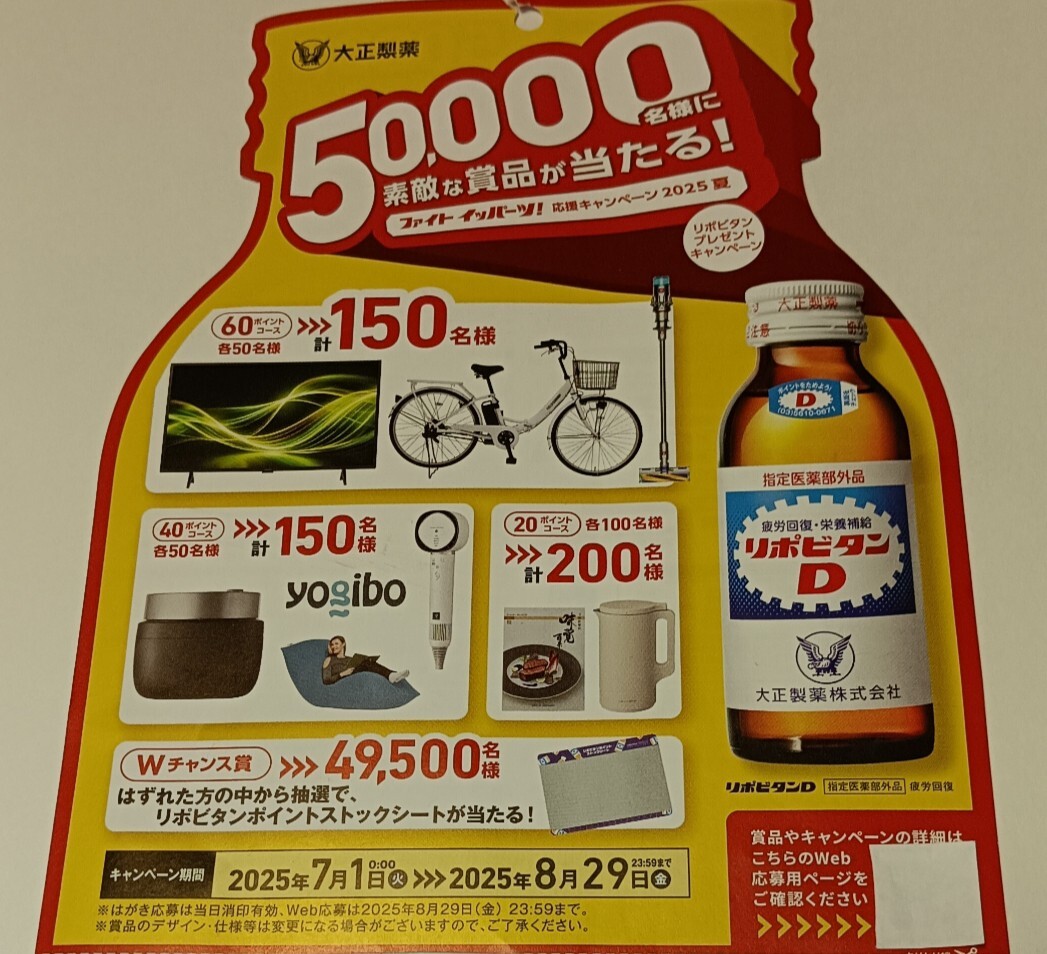 大正製薬
50,000名様に
素敵な賞品が当たる!
ファイトイッパーツ! 応援キャンペーン2025夏
リポビタン
プレゼント
キャンペーン
60ポイントコース
各50名様
>>>計150名様
40ポイントコース
各50名様
>>>計150名様
yogibo
20ポイントコース 各100名様
>>>計200名様
味覚
Wチャンス賞 >>> 49,500名様
はずれた方の中から抽選で、
リポビタンポイントストックシートが当たる!
大正製薬
ポイントをためよう!
D
(03)5610-0071
指定医薬部外品
疲労回復・栄養補給
リポビタン
D
大正製薬株式会社
リポビタンD 指定医薬部外品 疲労回復
キャンペーン期間 2025年7月1日(火)0:00>>>2025年8月29日(金)23:59まで
※はがき応募は当日消印有効、Web応募は2025年8月29日(金) 23:59まで。
※賞品のデザイン・仕様等は変更になる場合がございますので、ご了承ください。
賞品やキャンペーンの詳細は
こちらのWeb
応募用ページを
ご確認ください
>>>>>>